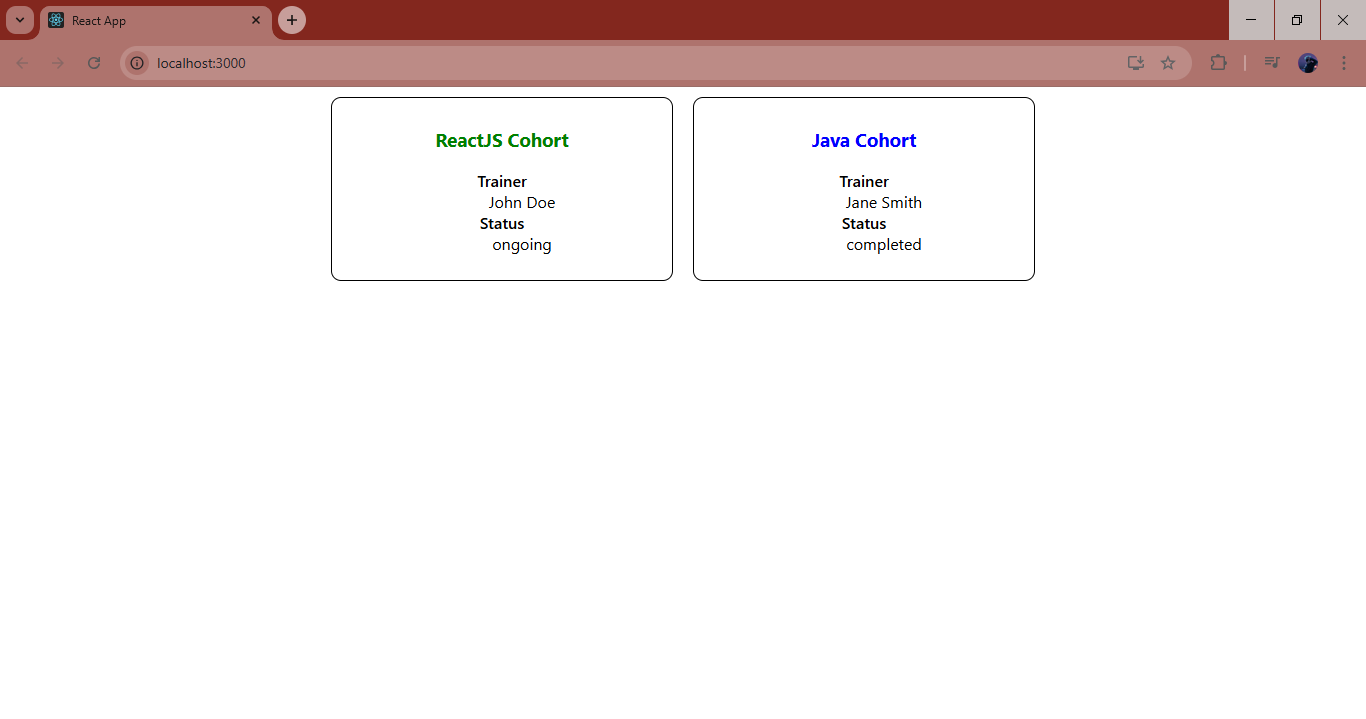 React App
localhost:3000
ReactJS Cohort
Trainer
John Doe
Status
ongoing
Java Cohort
Trainer
Jane Smith
Status
completed